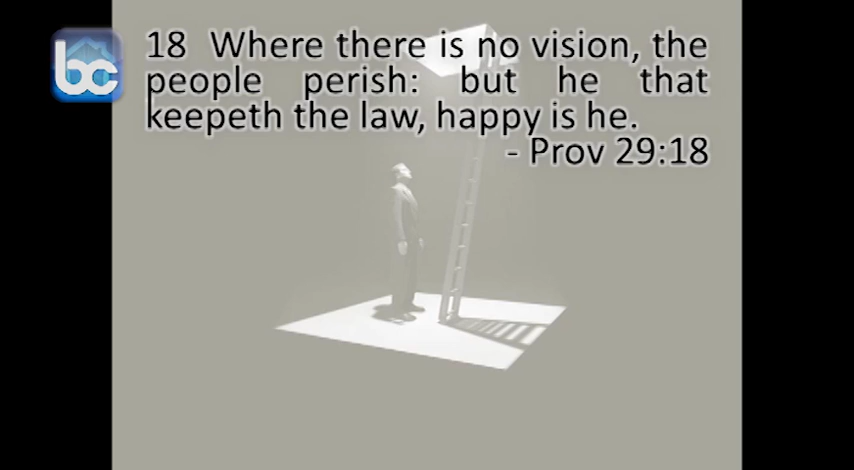 bc
18 Where there is no vision, the
people perish: but he that
keepeth the law, happy is he.
- Prov 29:18